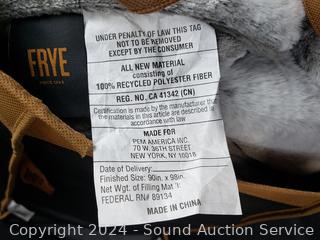 UNDER PENALTY OF LAW THIS TAG
NOT TO BE REMOVED
EXCEPT BY THE CONSUMER
FRYE
SINCE 1863
ALL NEW MATERIAL
consisting of
100% RECYCLED POLYESTER FIBER
REG. NO. CA 41342 (CN)
Certification is made by the manufacturer that
the materials in this article are described in
accordance with law
MADE FOR
PEM AMERICA INC.
70 W. 36TH STREET
NEW YORK, NY 10018
Date of Delivery:
Finished Size: 90in. x 98in.
Net Wgt. of Filling Mat'l:
FEDERAL RN# 89134
MADE IN CHINA
Copyright 2024 - Sound Auction Service